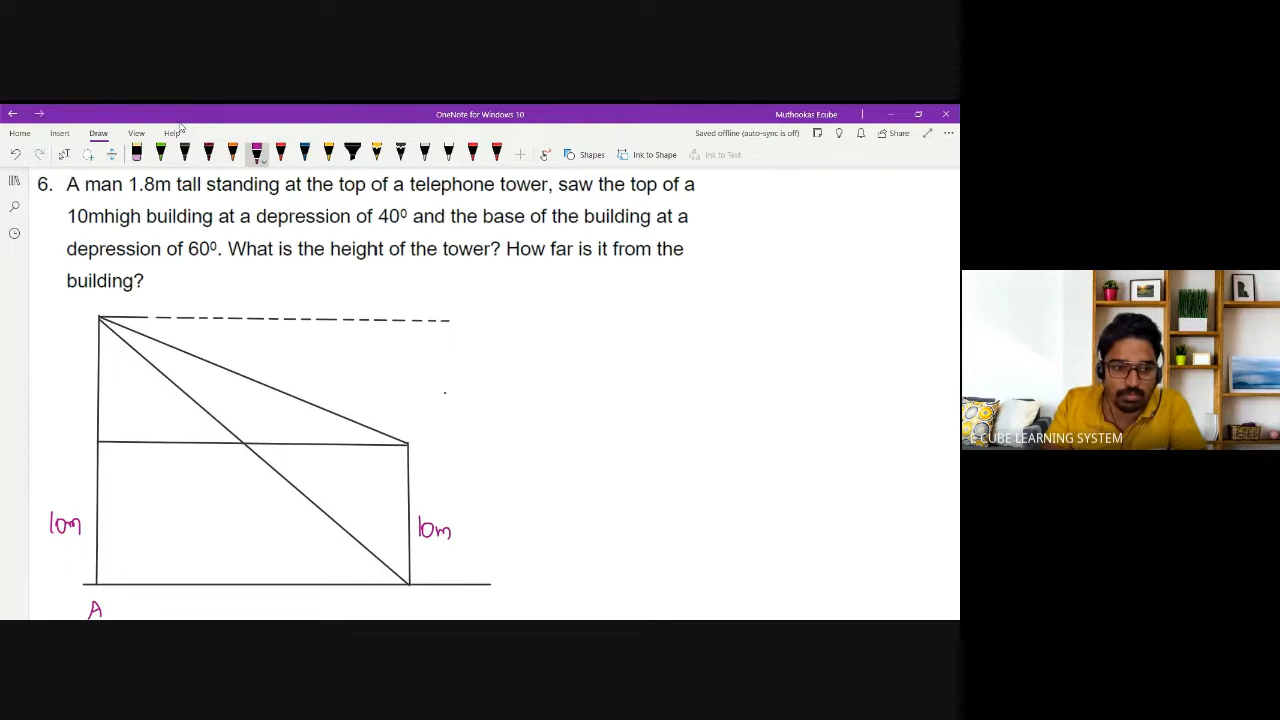 OneNote for Windows 10
Muthookas Ecube
Home Insert Draw View Help
Saved offline (auto-sync is off)
Share
Shapes
Ink to Shape
Ink to Text
6. A man 1.8m tall standing at the top of a telephone tower, saw the top of a
10mhigh building at a depression of 40⁰ and the base of the building at a
depression of 60⁰. What is the height of the tower? How far is it from the
building?
10m
10m
A
E CUBE LEARNING SYSTEM